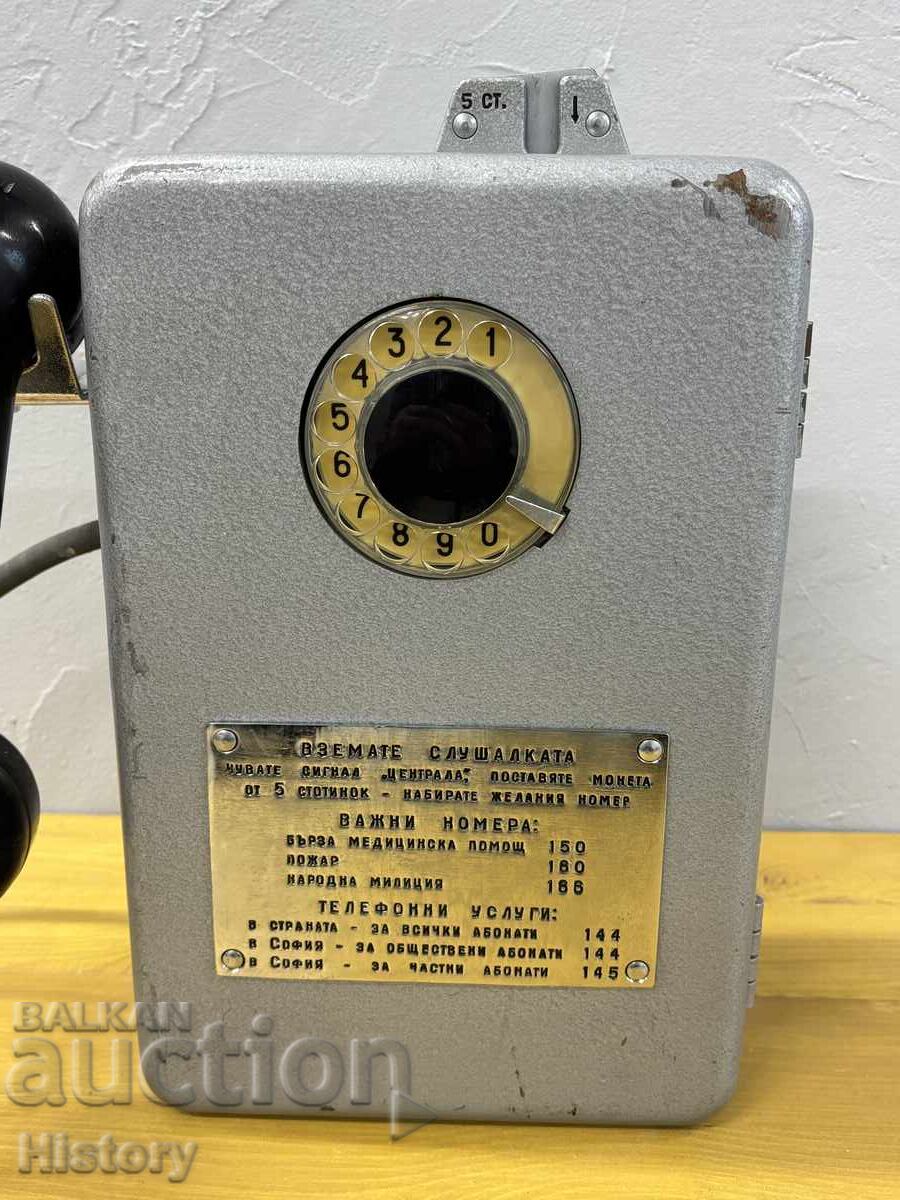 5 СТ. ↓
1
2
3
4
5
6
7
8
9
0
ВЗЕМАТЕ СЛУШАЛКАТА
ЧУВАТЕ СИГНАЛ „ЦЕНТРАЛА„ ПОСТАВЯТЕ МОНЕТА
ОТ 5 СТОТИНОК - НАБИРАТЕ ЖЕЛАНИЯ НОМЕР
ВАЖНИ НОМЕРА:
БЪРЗА МЕДИЦИНСКА ПОМОЩ 150
ПОЖАР 160
НАРОДНА МИЛИЦИЯ 166
ТЕЛЕФОННИ УСЛУГИ:
В СТРАНАТА - ЗА ВСИЧКИ АБОНАТИ 144
В СОФИЯ - ЗА ОБЩЕСТВЕНИ АБОНАТИ 144
В СОФИЯ - ЗА ЧАСТНИ АБОНАТИ 145
BALKAN
auction
History